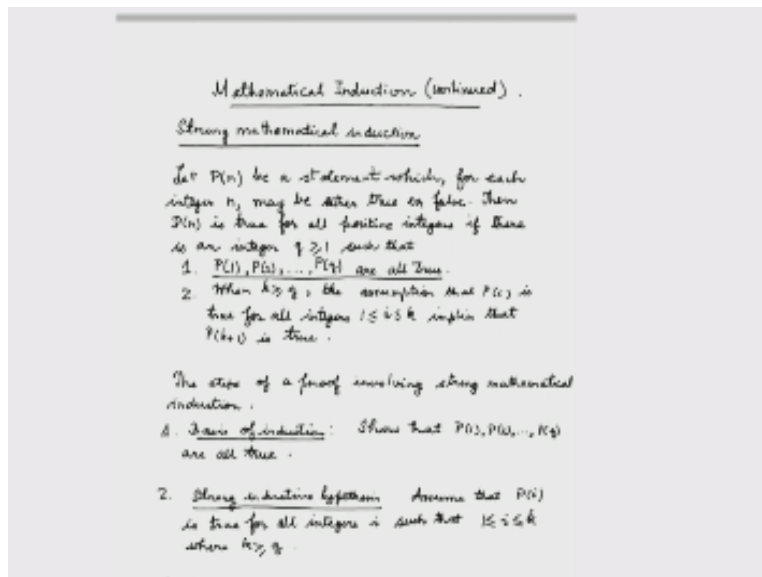 Mathematical Induction (continued).
Strong mathematical induction
Let P(n) be a statement which, for each
integer n, may be either true or false. Then
P(n) is true for all positive integers if there
is an integer q ≥ 1 such that
1. P(1), P(2), ..., P(q) are all True.
2. When k ≥ q, the assumption that P(i) is
true for all integers 1 ≤ i ≤ k implies that
P(k+1) is true.
The steps of a proof involving strong mathematical
induction.
1. Basis of induction: Show that P(1), P(2), ..., P(q)
are all true.
2. Strong inductive hypothesis Assume that P(i)
is true for all integers i such that 1 ≤ i ≤ k
where k ≥ q.